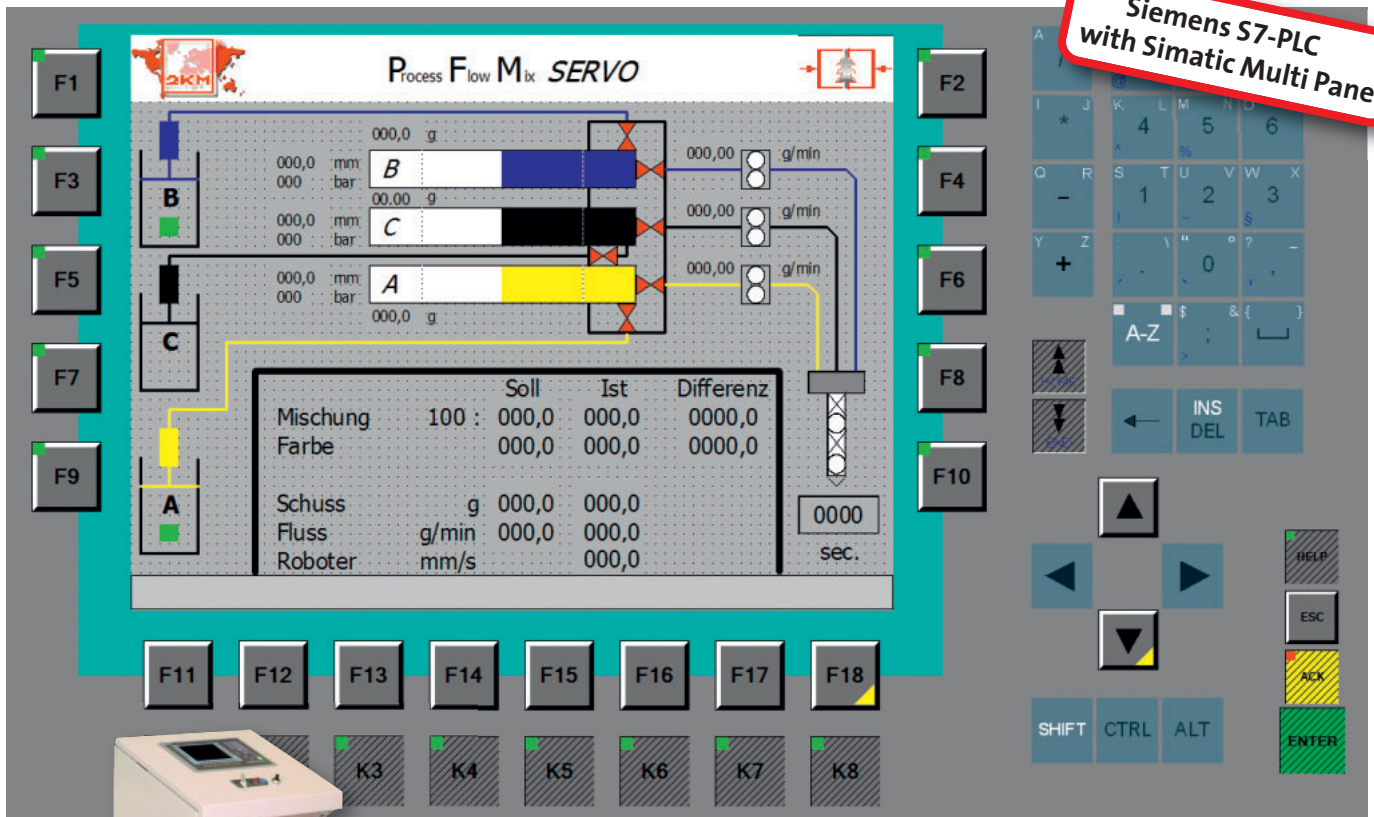 Siemens S7-PLC
with Simatic Multi Pane
2KM
Process Flow Mix SERVO
F1
F2
F3
F4
F5
F6
F7
F8
F9
F10
000,0 g
000,0 mm
000 bar
B
000,00 g/min
00.00 g
000,0 mm
000 bar
C
000,00 g/min
000,0 mm
000 bar
A
000,00 g/min
000,0 g
B
C
A
Soll Ist Differenz
Mischung 100 : 000,0 000,0 0000,0
Farbe 000,0 000,0 0000,0
Schuss g 000,0 000,0
Fluss g/min 000,0 000,0
Roboter mm/s 000,0
0000
sec.
F11 F12 F13 F14 F15 F16 F17 F18
K3 K4 K5 K6 K7 K8
A
/
@
I J K L M N O
* 4 5 6
^ %
Q R S T U V W X
- 1 2 3
! ~ §
Y Z : \ " ° ? _
+ . 0 ,
A-Z $ & { }
;
>
HOME
END
INS
DEL
TAB
HELP
ESC
ACK
ENTER
SHIFT CTRL ALT